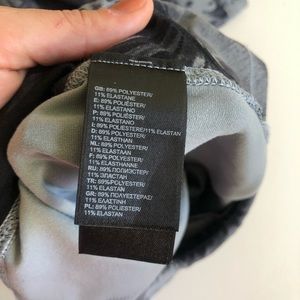 GB: 89% POLYESTER/
11% ELASTANE
E: 89% POLIÉSTER/
11% ELASTANO
P: 89% POLIÉSTER/
11% ELASTANO
I: 89% POLIESTERE/11% ELASTAN
D: 89% POLYESTER/
11% ELASTHAN
NL: 89% POLYESTER/
11% ELASTAAN
F: 89% POLYESTER/
11% ELASTHANNE
RU: 89% ПОЛИЭСТЕР/
11% ЭЛАСТАН
TR: 89%POLYESTER/
11% ELASTAN
GR: 89% ΠΟΛΥΕΣΤΕΡΑΣ/
11% ΕΛΑΣΤΙΝΗ
PL: 89% POLIESTER/
11% ELASTAN